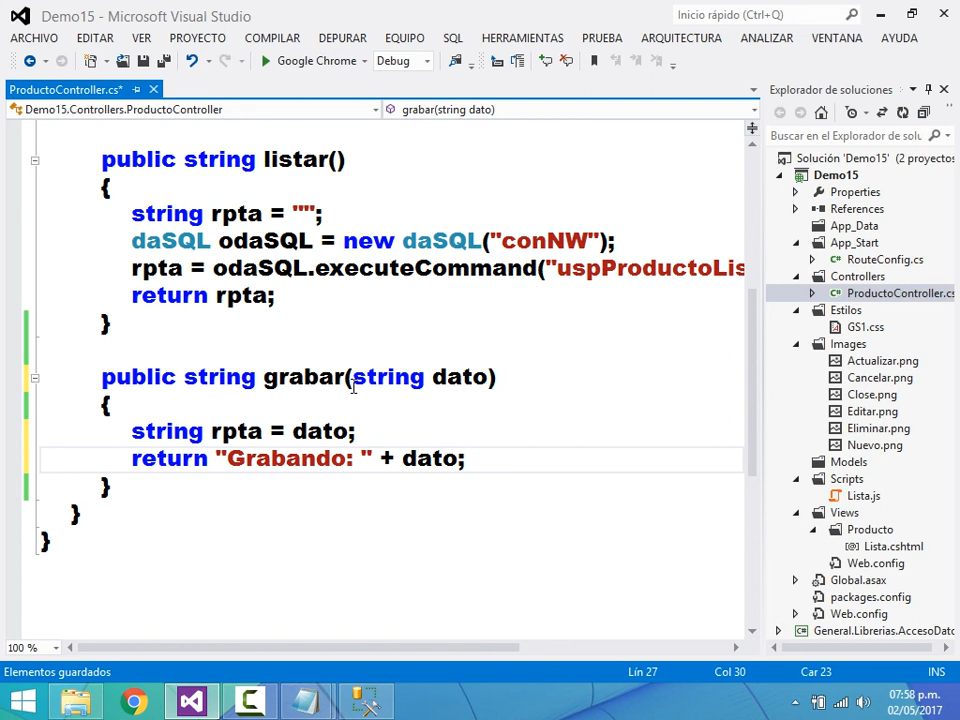 Demo15 - Microsoft Visual Studio
Inicio rápido (Ctrl+Q)
ARCHIVO EDITAR VER PROYECTO COMPILAR DEPURAR EQUIPO SQL HERRAMIENTAS PRUEBA ARQUITECTURA ANALIZAR VENTANA AYUDA
Google Chrome Debug
ProductoController.cs*
Demo15.Controllers.ProductoController
grabar(string dato)
public string listar()
{
string rpta = "";
daSQL odaSQL = new daSQL("conNW");
rpta = odaSQL.executeCommand("uspProductoLis
return rpta;
}
public string grabar(string dato)
{
string rpta = dato;
return "Grabando: " + dato;
}
}
}
100 %
Explorador de soluciones
Buscar en el Explorador de solu
Solución 'Demo15' (2 proyectos
Demo15
Properties
References
App_Data
App_Start
RouteConfig.cs
Controllers
ProductoController.cs
Estilos
GS1.css
Images
Actualizar.png
Cancelar.png
Close.png
Editar.png
Eliminar.png
Nuevo.png
Models
Scripts
Lista.js
Views
Producto
Lista.cshtml
Web.config
Global.asax
packages.config
Web.config
General.Librerias.AccesoDato
Elementos guardados
Lín 27
Col 30
Car 23
INS
07:58 p.m.
02/05/2017